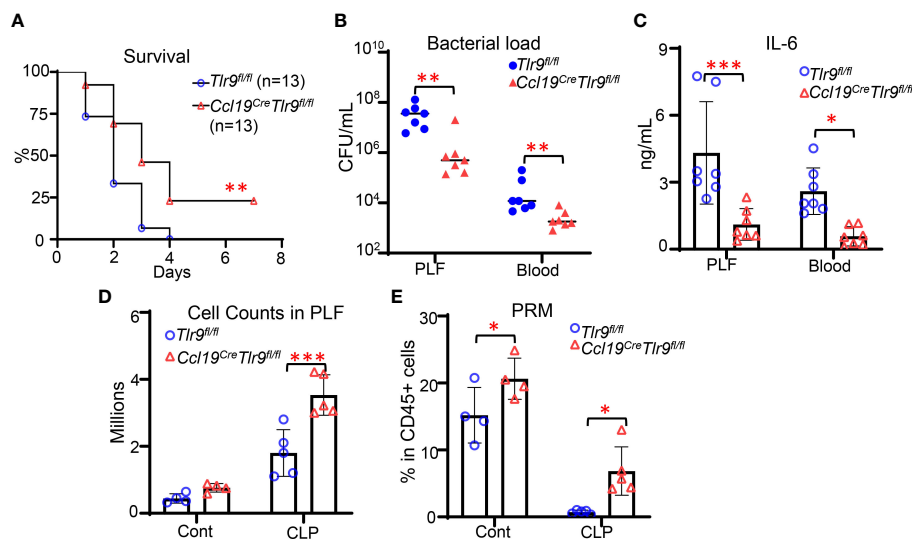 A
Survival
100
75
50
25
0
%
0 2 4 6 8
Days
Tlr9fl/fl (n=13)
Ccl19CreTlr9fl/fl
(n=13)
**
B
Bacterial load
10^10
10^8
10^6
10^4
10^2
CFU/mL
Tlr9fl/fl
Ccl19CreTlr9fl/fl
**
**
PLF Blood
C
IL-6
9
6
3
0
ng/mL
Tlr9fl/fl
Ccl19CreTlr9fl/fl
***
*
PLF Blood
D
Cell Counts in PLF
6
4
2
0
Millions
Tlr9fl/fl
Ccl19CreTlr9fl/fl
***
Cont CLP
E
PRM
30
20
10
0
% in CD45+ cells
Tlr9fl/fl
Ccl19CreTlr9fl/fl
*
*
Cont CLP